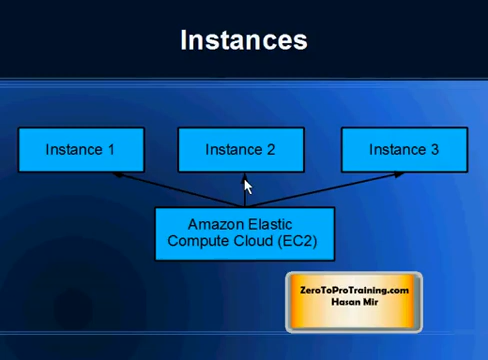 Instances
Instance 1
Instance 2
Instance 3
Amazon Elastic
Compute Cloud (EC2)
ZeroToProTraining.com
Hasan Mir